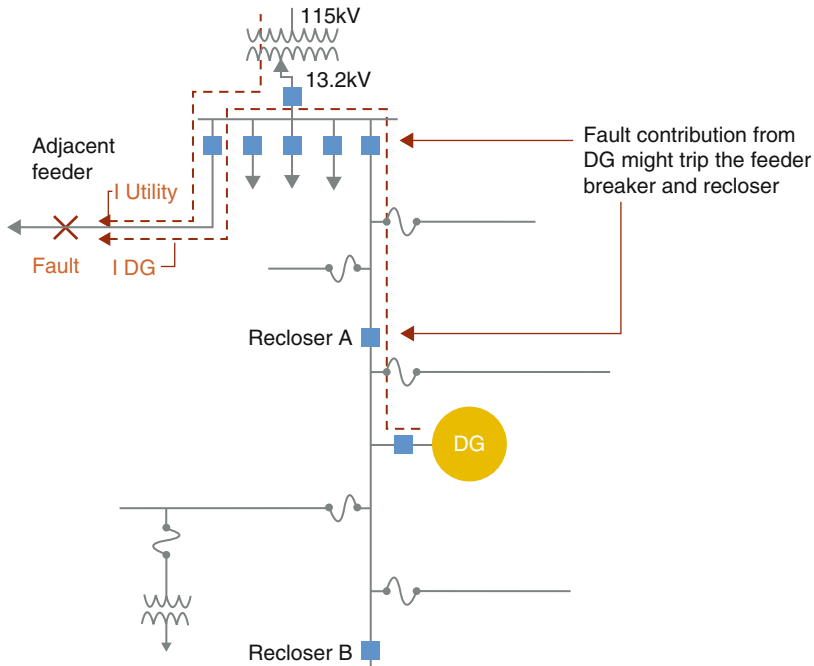 115kV
13.2kV
Adjacent
feeder
I Utility
Fault
I DG
Fault contribution from
DG might trip the feeder
breaker and recloser
Recloser A
DG
Recloser B